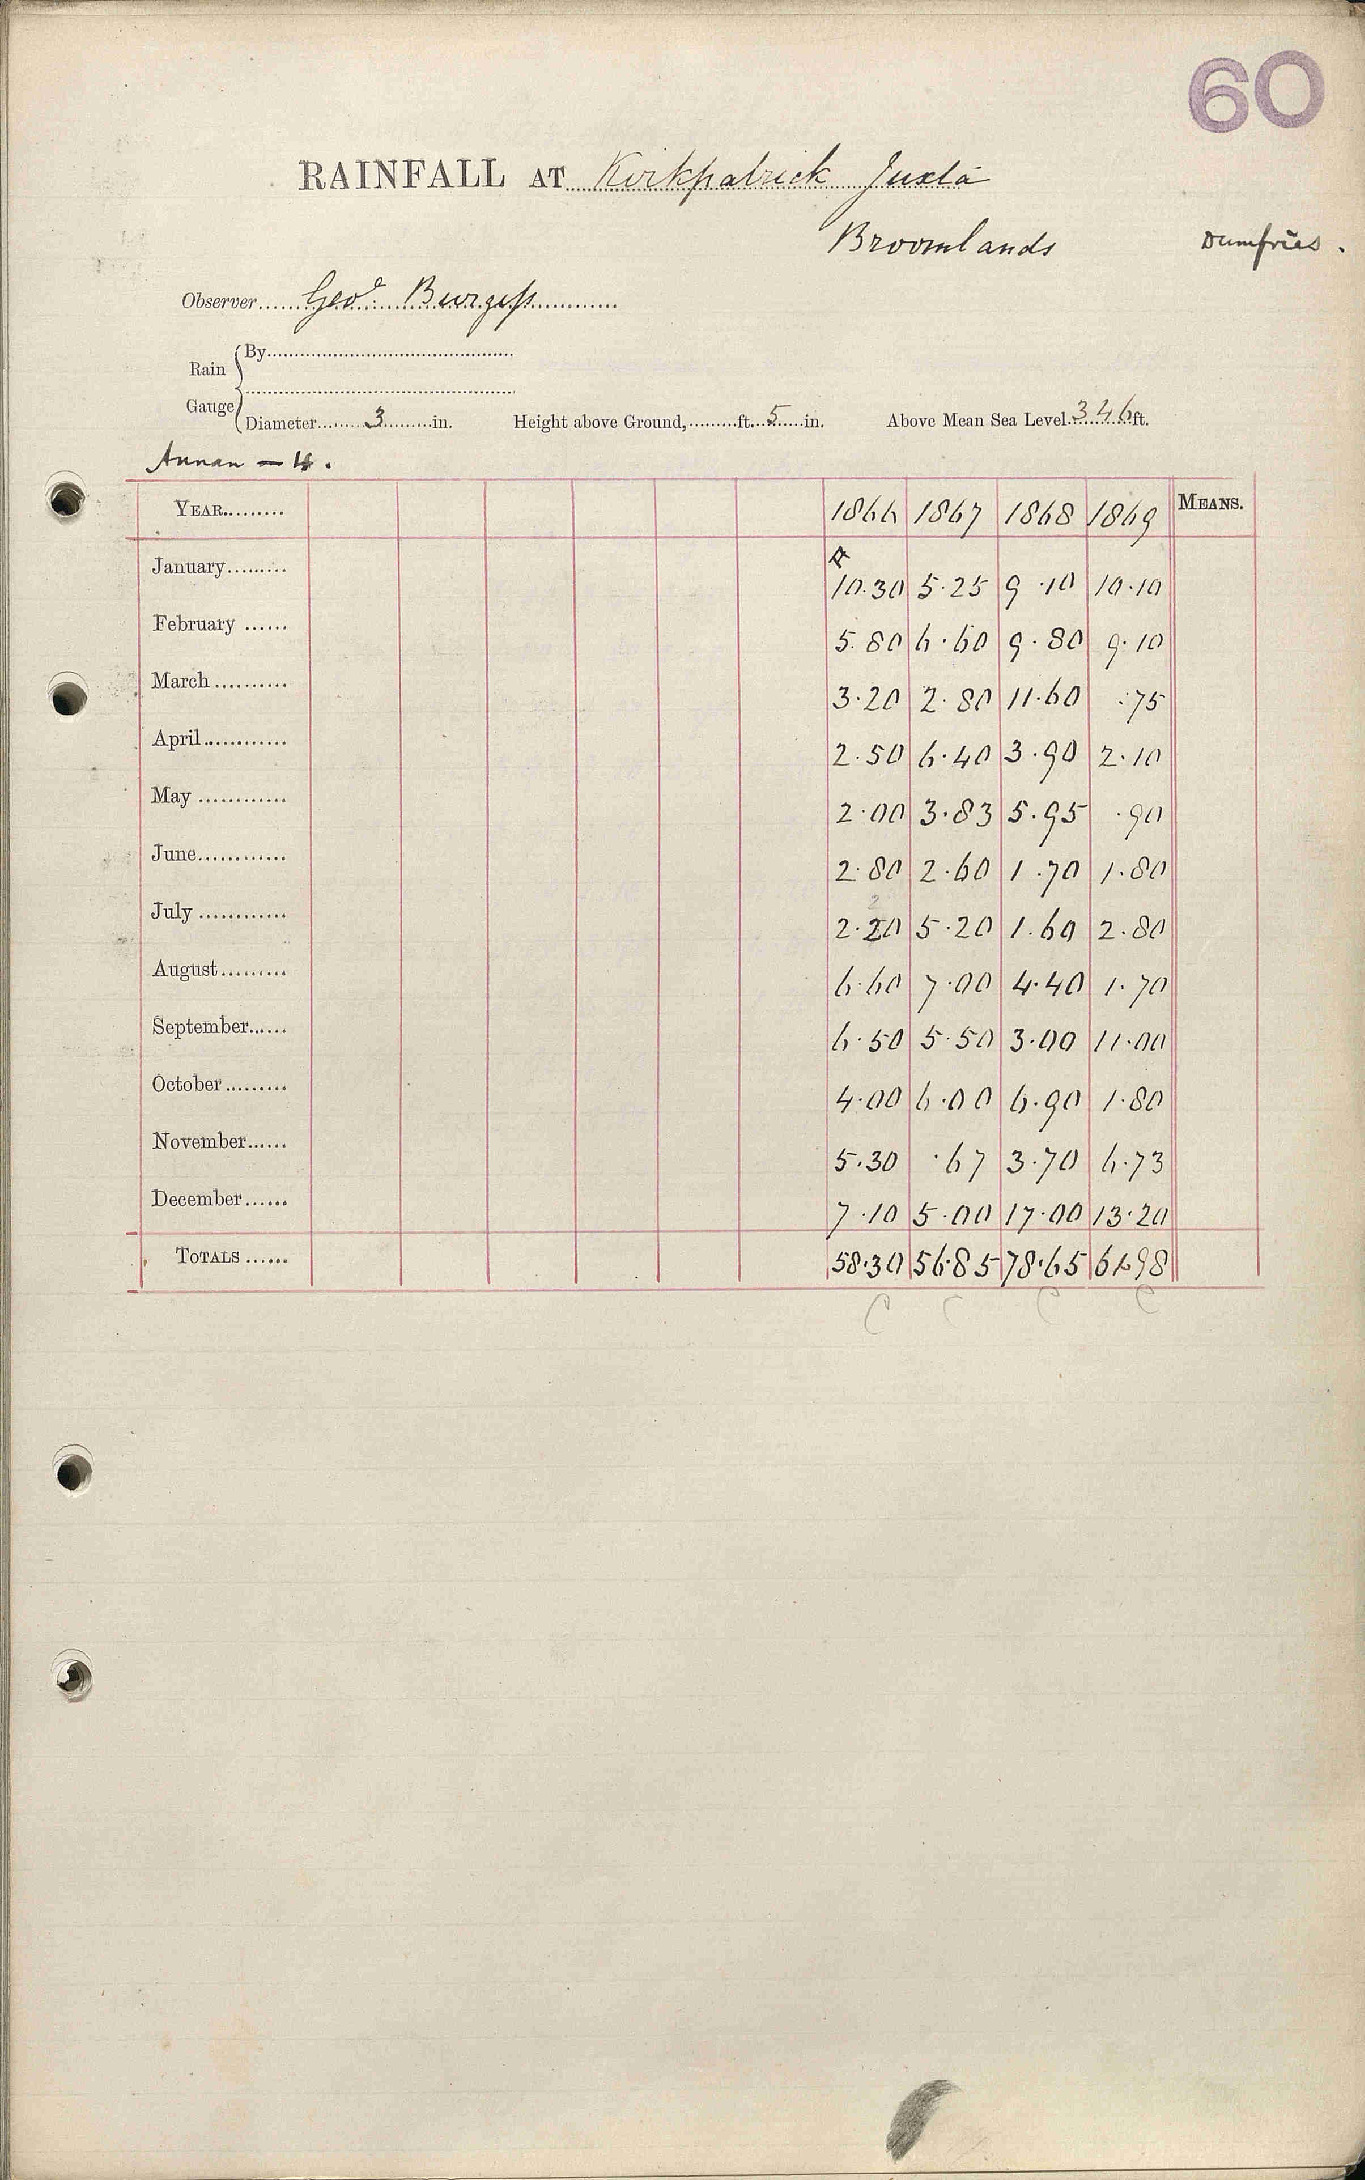 60
RAINFALL AT Kirkpatrick Juxta
Broomlands Dumfries.
Observer Geo. Burgess
Rain Gauge
By
Diameter 3 in. Height above Ground, ft. 5 in. Above Mean Sea Level 346 ft.
Annan — 4.
YEAR 1866 1867 1868 1869 MEANS.
January 10.30 5.25 9.10 10.10
February 5.80 6.60 9.80 9.10
March 3.20 2.80 11.60 .75
April 2.50 6.40 3.90 2.10
May 2.00 3.83 5.95 .90
June 2.80 2.60 1.70 1.80
2
July 2.20 5.20 1.60 2.80
August 6.60 7.00 4.40 1.70
September 6.50 5.50 3.00 11.00
October 4.00 6.00 6.90 1.80
November 5.30 .67 3.70 6.73
December 7.10 5.00 17.00 13.20
TOTALS 58.30 56.85 78.65 61.98
C C C C